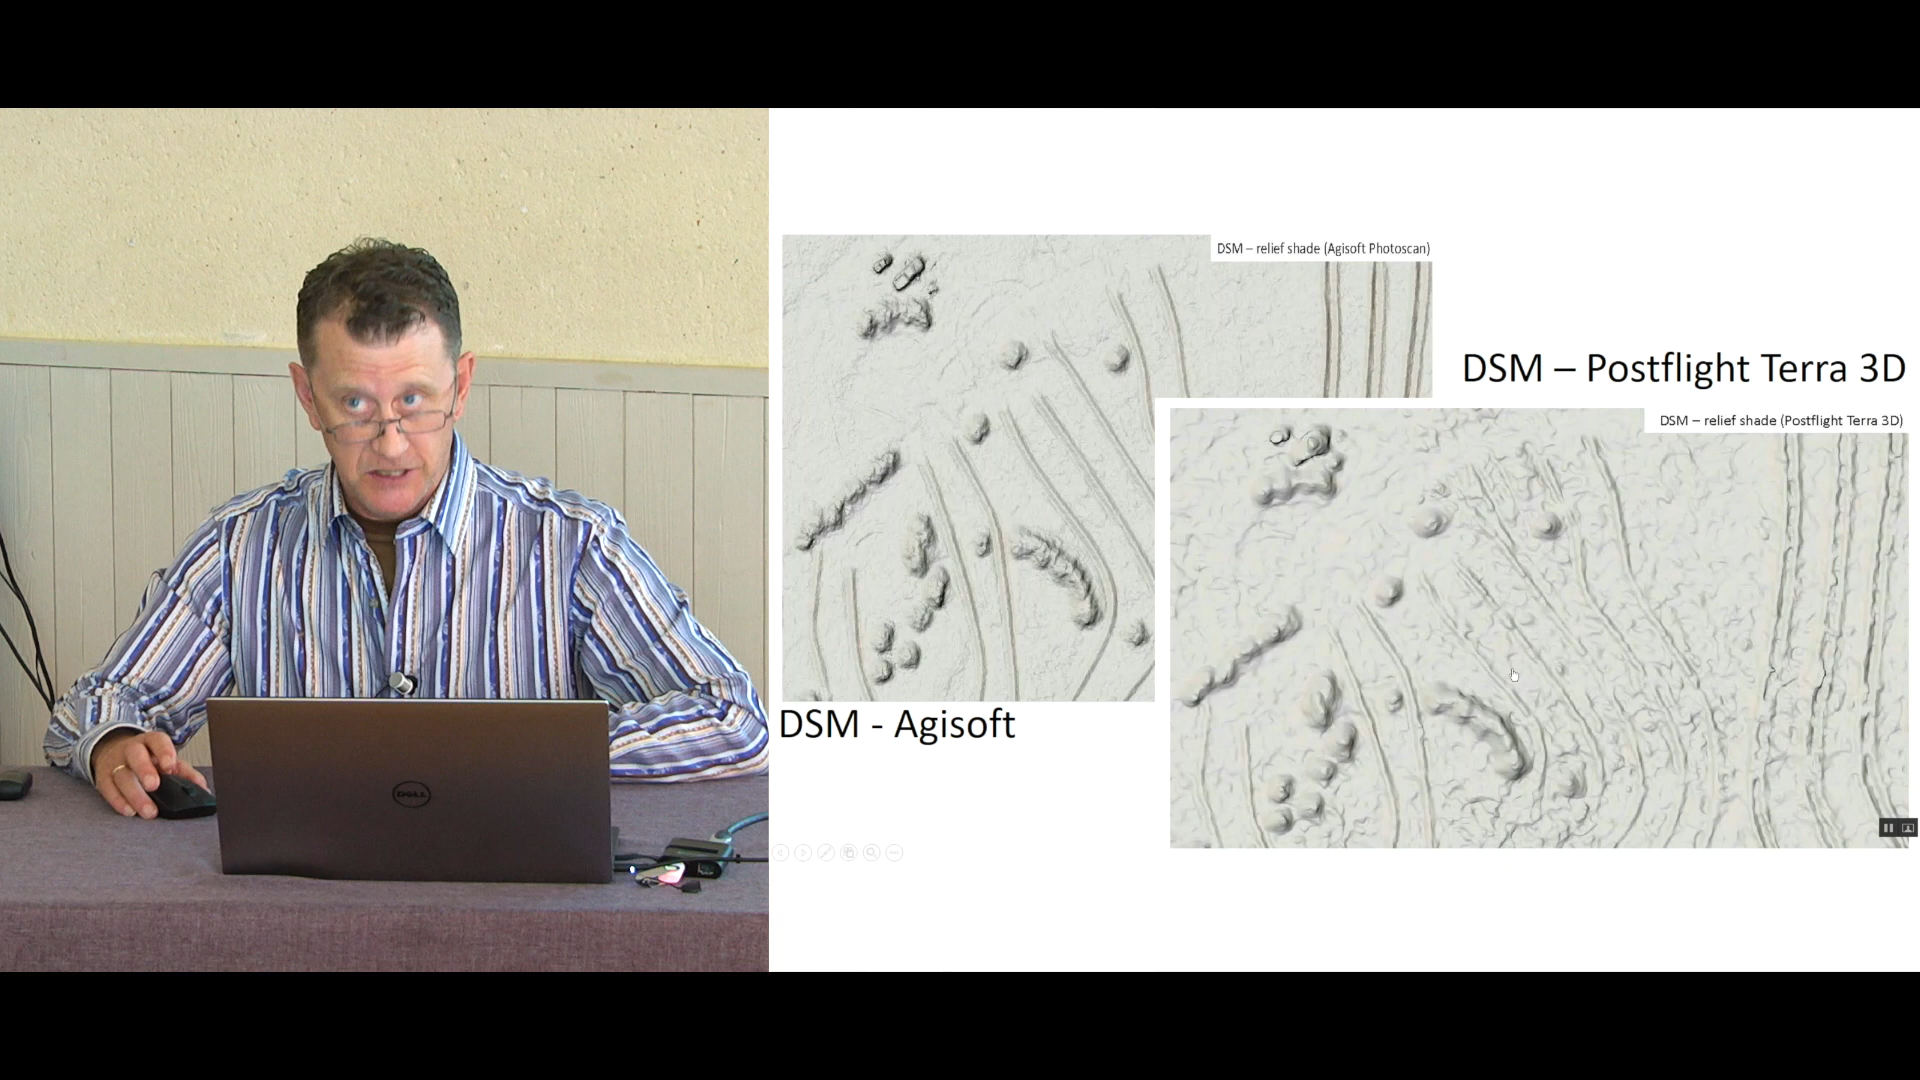 DSM – relief shade (Agisoft Photoscan)
DSM – Postflight Terra 3D
DSM – relief shade (Postflight Terra 3D)
DSM - Agisoft
DELL